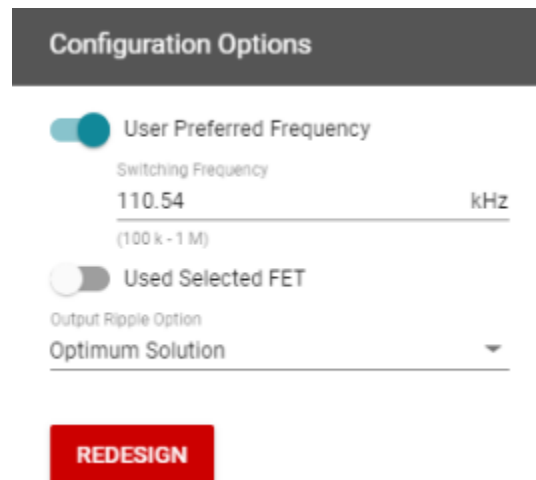 Configuration Options
User Preferred Frequency
Switching Frequency
110.54 kHz
(100 k - 1 M)
Used Selected FET
Output Ripple Option
Optimum Solution
REDESIGN